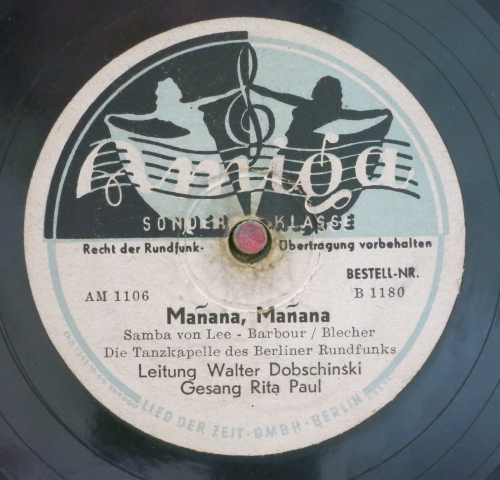 Amiga
SONDER-KLASSE
Recht der Rundfunk- Übertragung vorbehalten
BESTELL-NR.
AM 1106 B 1180
Mañana, Mañana
Samba von Lee - Barbour / Blecher
Die Tanzkapelle des Berliner Rundfunks
Leitung Walter Dobschinski
Gesang Rita Paul
LIED DER ZEIT · GMBH · BERLIN